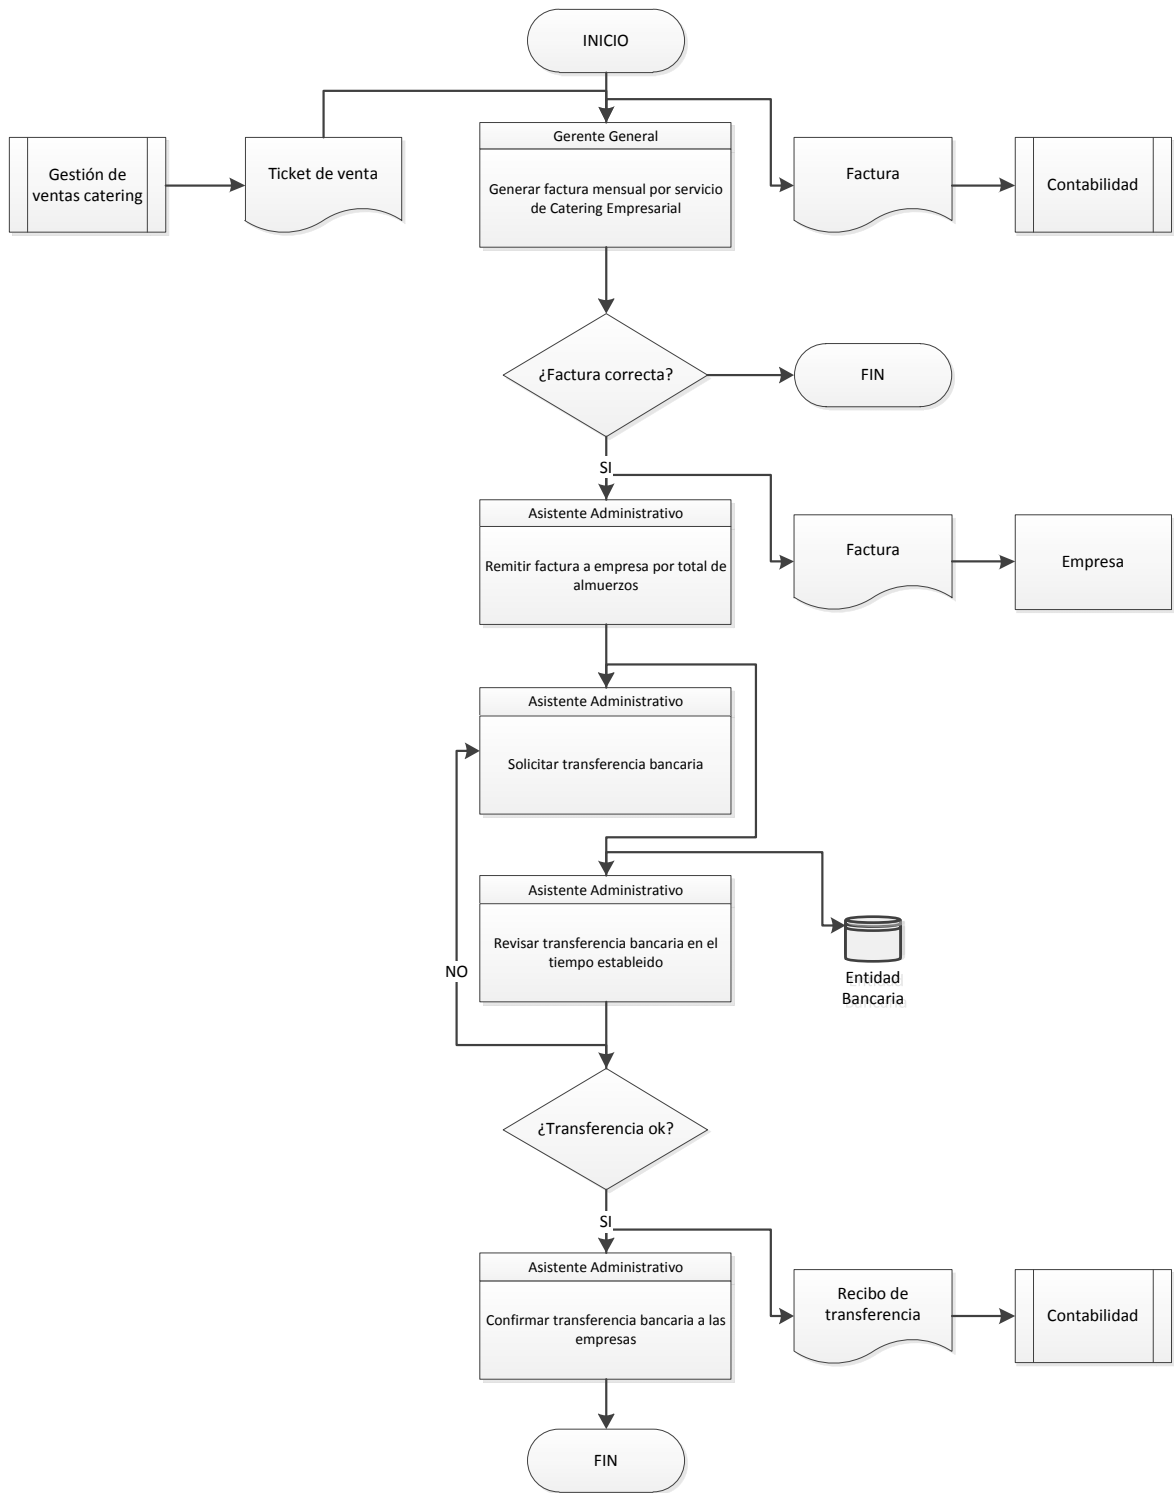 INICIO
Gestión de
ventas catering
Ticket de venta
Gerente General
Generar factura mensual por servicio
de Catering Empresarial
Factura
Contabilidad
¿Factura correcta?
FIN
SI
Asistente Administrativo
Remitir factura a empresa por total de
almuerzos
Factura
Empresa
Asistente Administrativo
Solicitar transferencia bancaria
Asistente Administrativo
Revisar transferencia bancaria en el
tiempo estableido
Entidad
Bancaria
NO
¿Transferencia ok?
SI
Asistente Administrativo
Confirmar transferencia bancaria a las
empresas
Recibo de
transferencia
Contabilidad
FIN